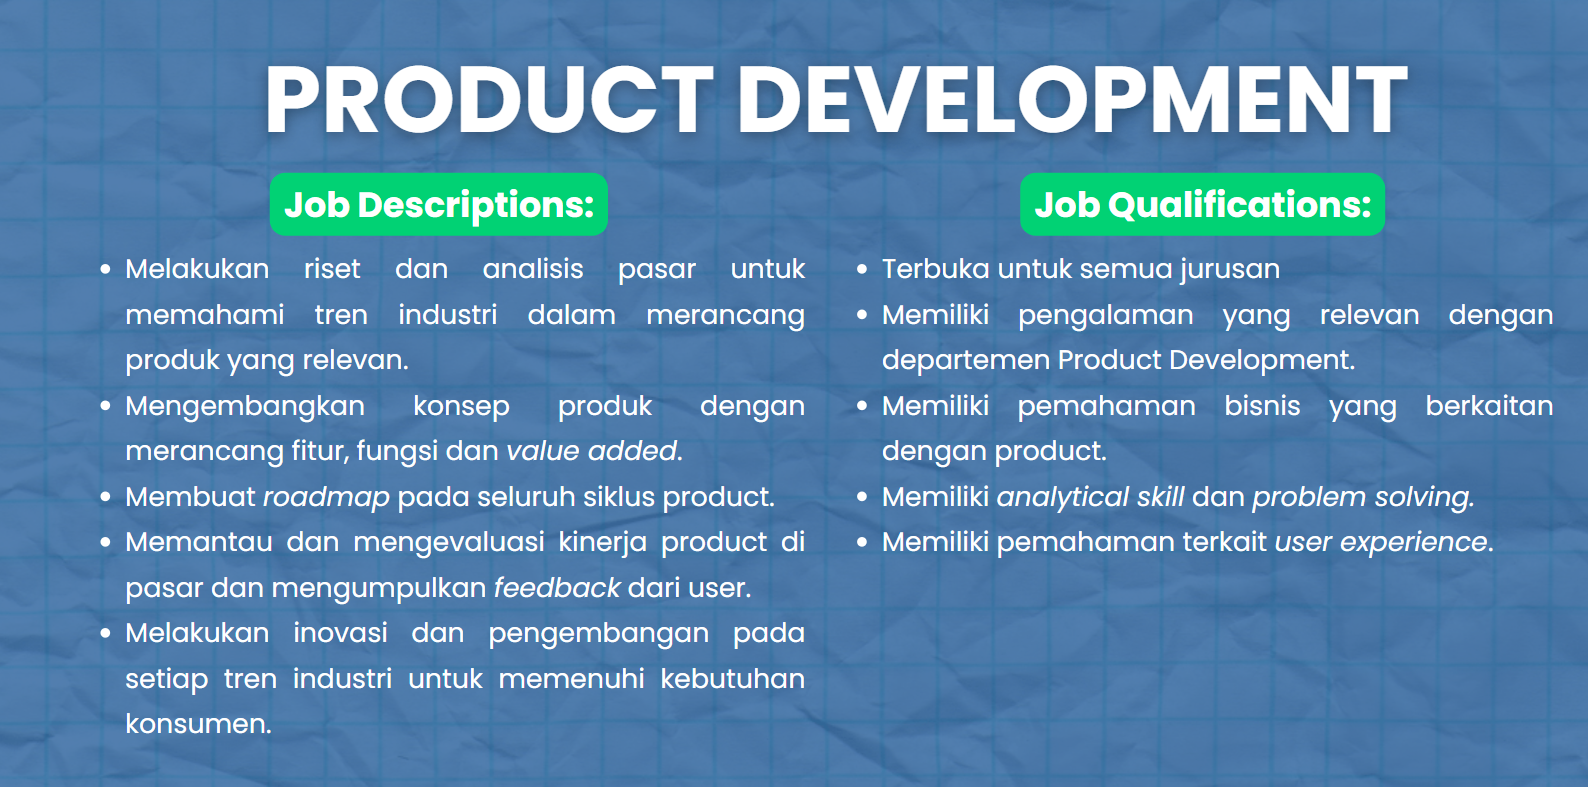 PRODUCT DEVELOPMENT
Job Descriptions:
• Melakukan riset dan analisis pasar untuk
memahami tren industri dalam merancang
produk yang relevan.
• Mengembangkan konsep produk dengan
merancang fitur, fungsi dan value added.
• Membuat roadmap pada seluruh siklus product.
• Memantau dan mengevaluasi kinerja product di
pasar dan mengumpulkan feedback dari user.
• Melakukan inovasi dan pengembangan pada
setiap tren industri untuk memenuhi kebutuhan
konsumen.
Job Qualifications:
• Terbuka untuk semua jurusan
• Memiliki pengalaman yang relevan dengan
departemen Product Development.
• Memiliki pemahaman bisnis yang berkaitan
dengan product.
• Memiliki analytical skill dan problem solving.
• Memiliki pemahaman terkait user experience.